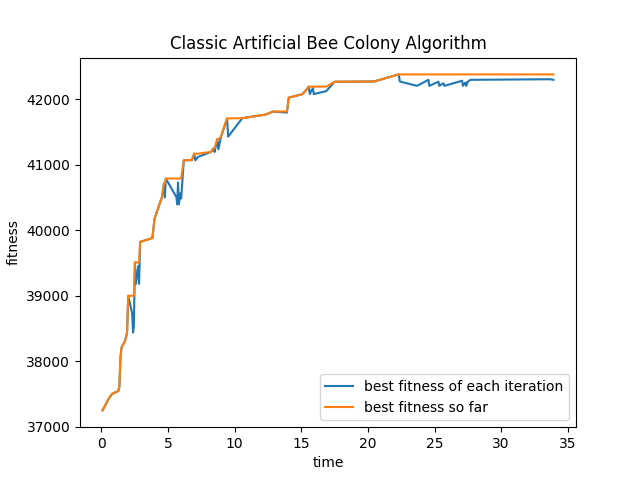 Classic Artificial Bee Colony Algorithm
fitness
42000
41000
40000
39000
38000
37000
best fitness of each iteration
best fitness so far
0 5 10 15 20 25 30 35
time